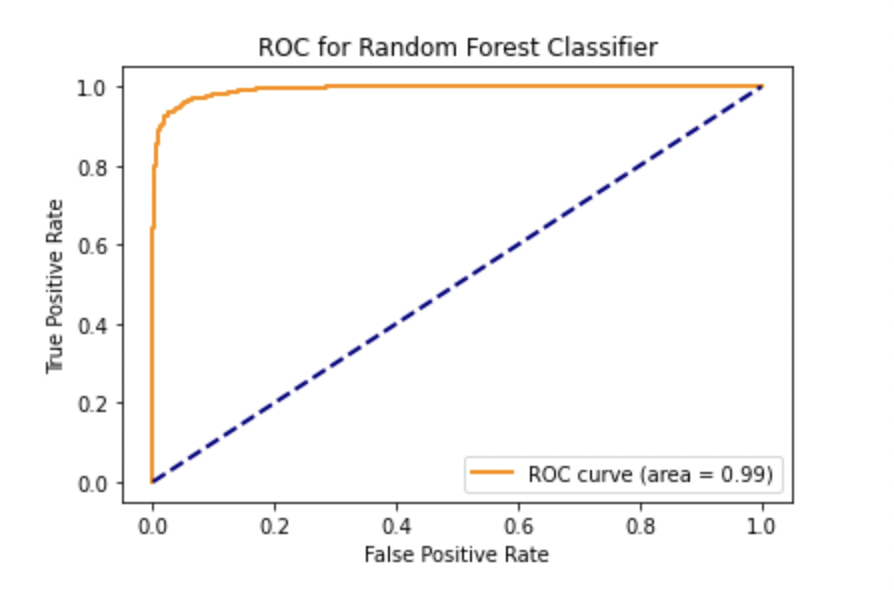 ROC for Random Forest Classifier
True Positive Rate
1.0
0.8
0.6
0.4
0.2
0.0
ROC curve (area = 0.99)
0.0 0.2 0.4 0.6 0.8 1.0
False Positive Rate